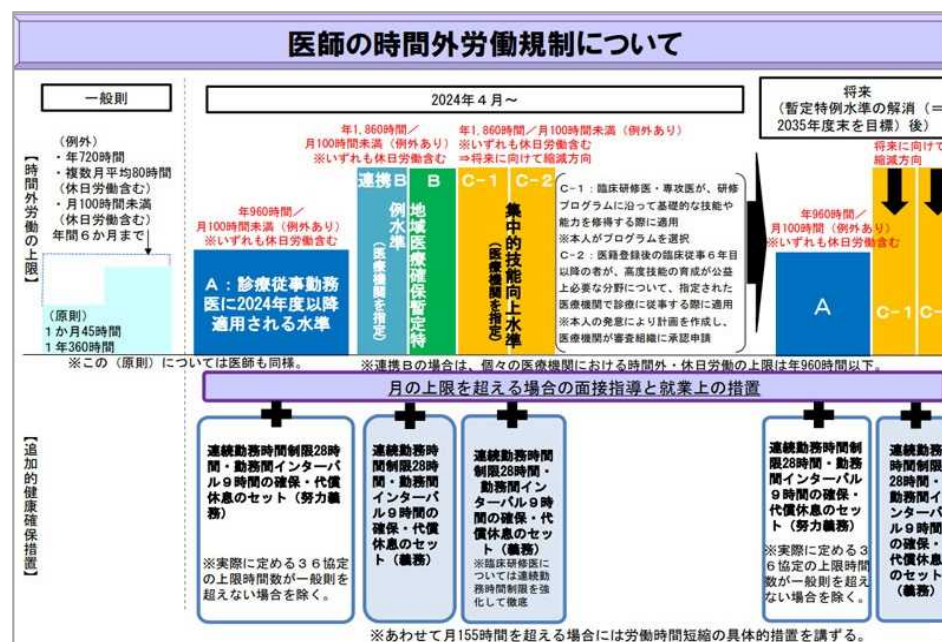 医師の時間外労働規制について
一般則
2024年4月~
将来
(暫定特例水準の解消(=
2035年度末を目標)後)
【時間外労働の上限】
(例外)
・年720時間
・複数月平均80時間
(休日労働含む)
・月100時間未満
(休日労働含む)
年間6か月まで
(原則)
1か月45時間
1年360時間
※この(原則)については医師も同様。
年960時間/
月100時間未満(例外あり)
※いずれも休日労働含む
A:診療従事勤務
医に2024年度以降
適用される水準
年1,860時間/
月100時間未満(例外あり)
※いずれも休日労働含む
連携B
B
地域医療確保暫定特
例水準
(医療機関を指定)
年1,860時間/月100時間未満(例外あり)
※いずれも休日労働含む
⇒将来に向けて縮減方向
C-1
C-2
集中的技能向上水準
(医療機関を指定)
C-1:臨床研修医・専攻医が、研修
プログラムに沿って基礎的な技能や
能力を修得する際に適用
※本人がプログラムを選択
C-2:医籍登録後の臨床従事6年目
以降の者が、高度技能の育成が公益
上必要な分野について、指定された
医療機関で診療に従事する際に適用
※本人の発意により計画を作成し、
医療機関が審査組織に承認申請
年960時間/
月100時間未満(例外あり)
※いずれも休日労働含む
A
将来に向けて
縮減方向
C-1
C-
※連携Bの場合は、個々の医療機関における時間外・休日労働の上限は年960時間以下。
月の上限を超える場合の面接指導と就業上の措置
【追加的健康確保措置】
連続勤務時間制限28時
間・勤務間インターバ
ル9時間の確保・代償
休息のセット(努力義
務)
※実際に定める36協定
の上限時間数が一般則を
超えない場合を除く。
連続勤務時
間制限28時
間・勤務間
インターバ
ル9時間の
確保・代償
休息のセッ
ト(義務)
連続勤務時間
制限28時間・
勤務間イン
ターバル9時
間の確保・代
償休息のセッ
ト(義務)
※臨床研修医に
ついては連続勤
務時間制限を強
化して徹底
連続勤務時間制
限28時間・勤務
間インターバル
9時間の確保・
代償休息のセッ
ト(努力義務)
※実際に定める3
6協定の上限時間
数が一般則を超え
ない場合を除く。
連続勤務
時間制限
28時間・
勤務間イ
ンターバ
ル9時間
の確保・
代償休息
のセット
(義務)
※あわせて月155時間を超える場合には労働時間短縮の具体的措置を講ずる。